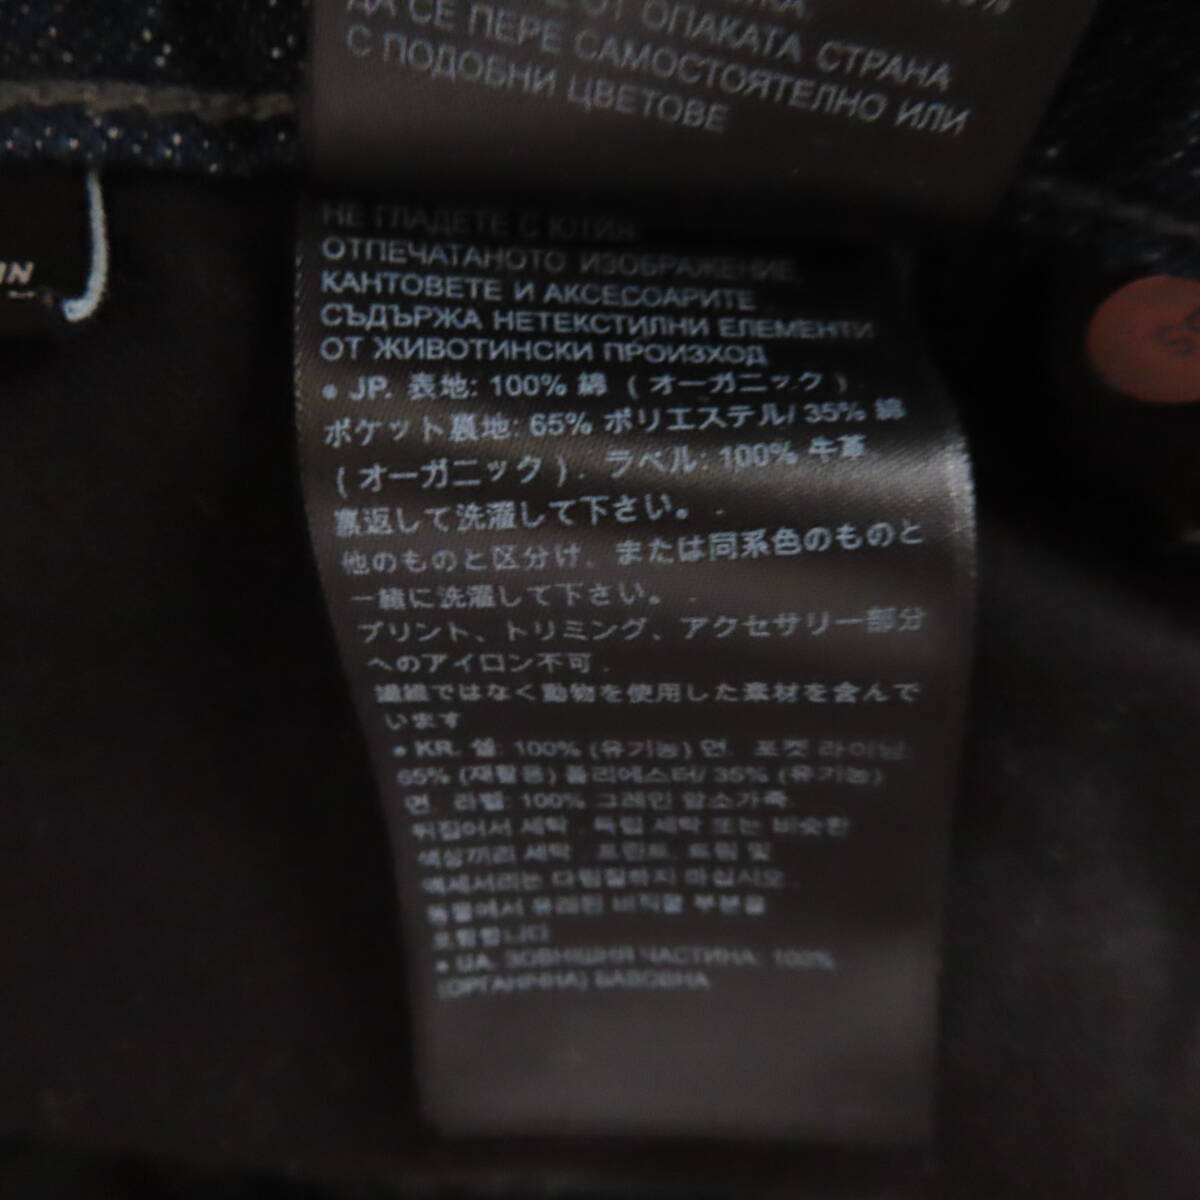 ОТ ОПАКАТА СТРАНА
ДА СЕ ПЕРЕ САМОСТОЯТЕЛНО ИЛИ
С ПОДОБНИ ЦВЕТОВЕ
НЕ ГЛАДЕТЕ С ЮТИЯ
ОТПЕЧАТАНОТО ИЗОБРАЖЕНИЕ,
КАНТОВЕТЕ И АКСЕСОАРИТЕ
СЪДЪРЖА НЕТЕКСТИЛНИ ЕЛЕМЕНТИ
ОТ ЖИВОТИНСКИ ПРОИЗХОД
● JP. 表地: 100% 綿 ( オーガニック ) .
ポケット裏地: 65% ポリエステル/ 35% 綿
( オーガニック ) . ラベル: 100% 牛革
裏返して洗濯して下さい。 .
他のものと区分け、または同系色のものと
一緒に洗濯して下さい。 .
プリント、トリミング、アクセサリー部分
へのアイロン不可 .
繊維ではなく動物を使用した素材を含んで
います
● KR. 셸: 100% (유기농) 면. 포켓 라이닝:
65% (재활용) 폴리에스터/ 35% (유기농)
면. 라벨: 100% 그레인 암소가죽.
뒤집어서 세탁 . 독립 세탁 또는 비슷한
색상끼리 세탁 . 프린트, 트림 및
액세서리는 다림질하지 마십시오 .
동물에서 유래된 비직물 부분을
포함합니다
● UA. ЗОВНІШНЯ ЧАСТИНА: 100%
(ОРГАНІЧНА) БАВОВНА